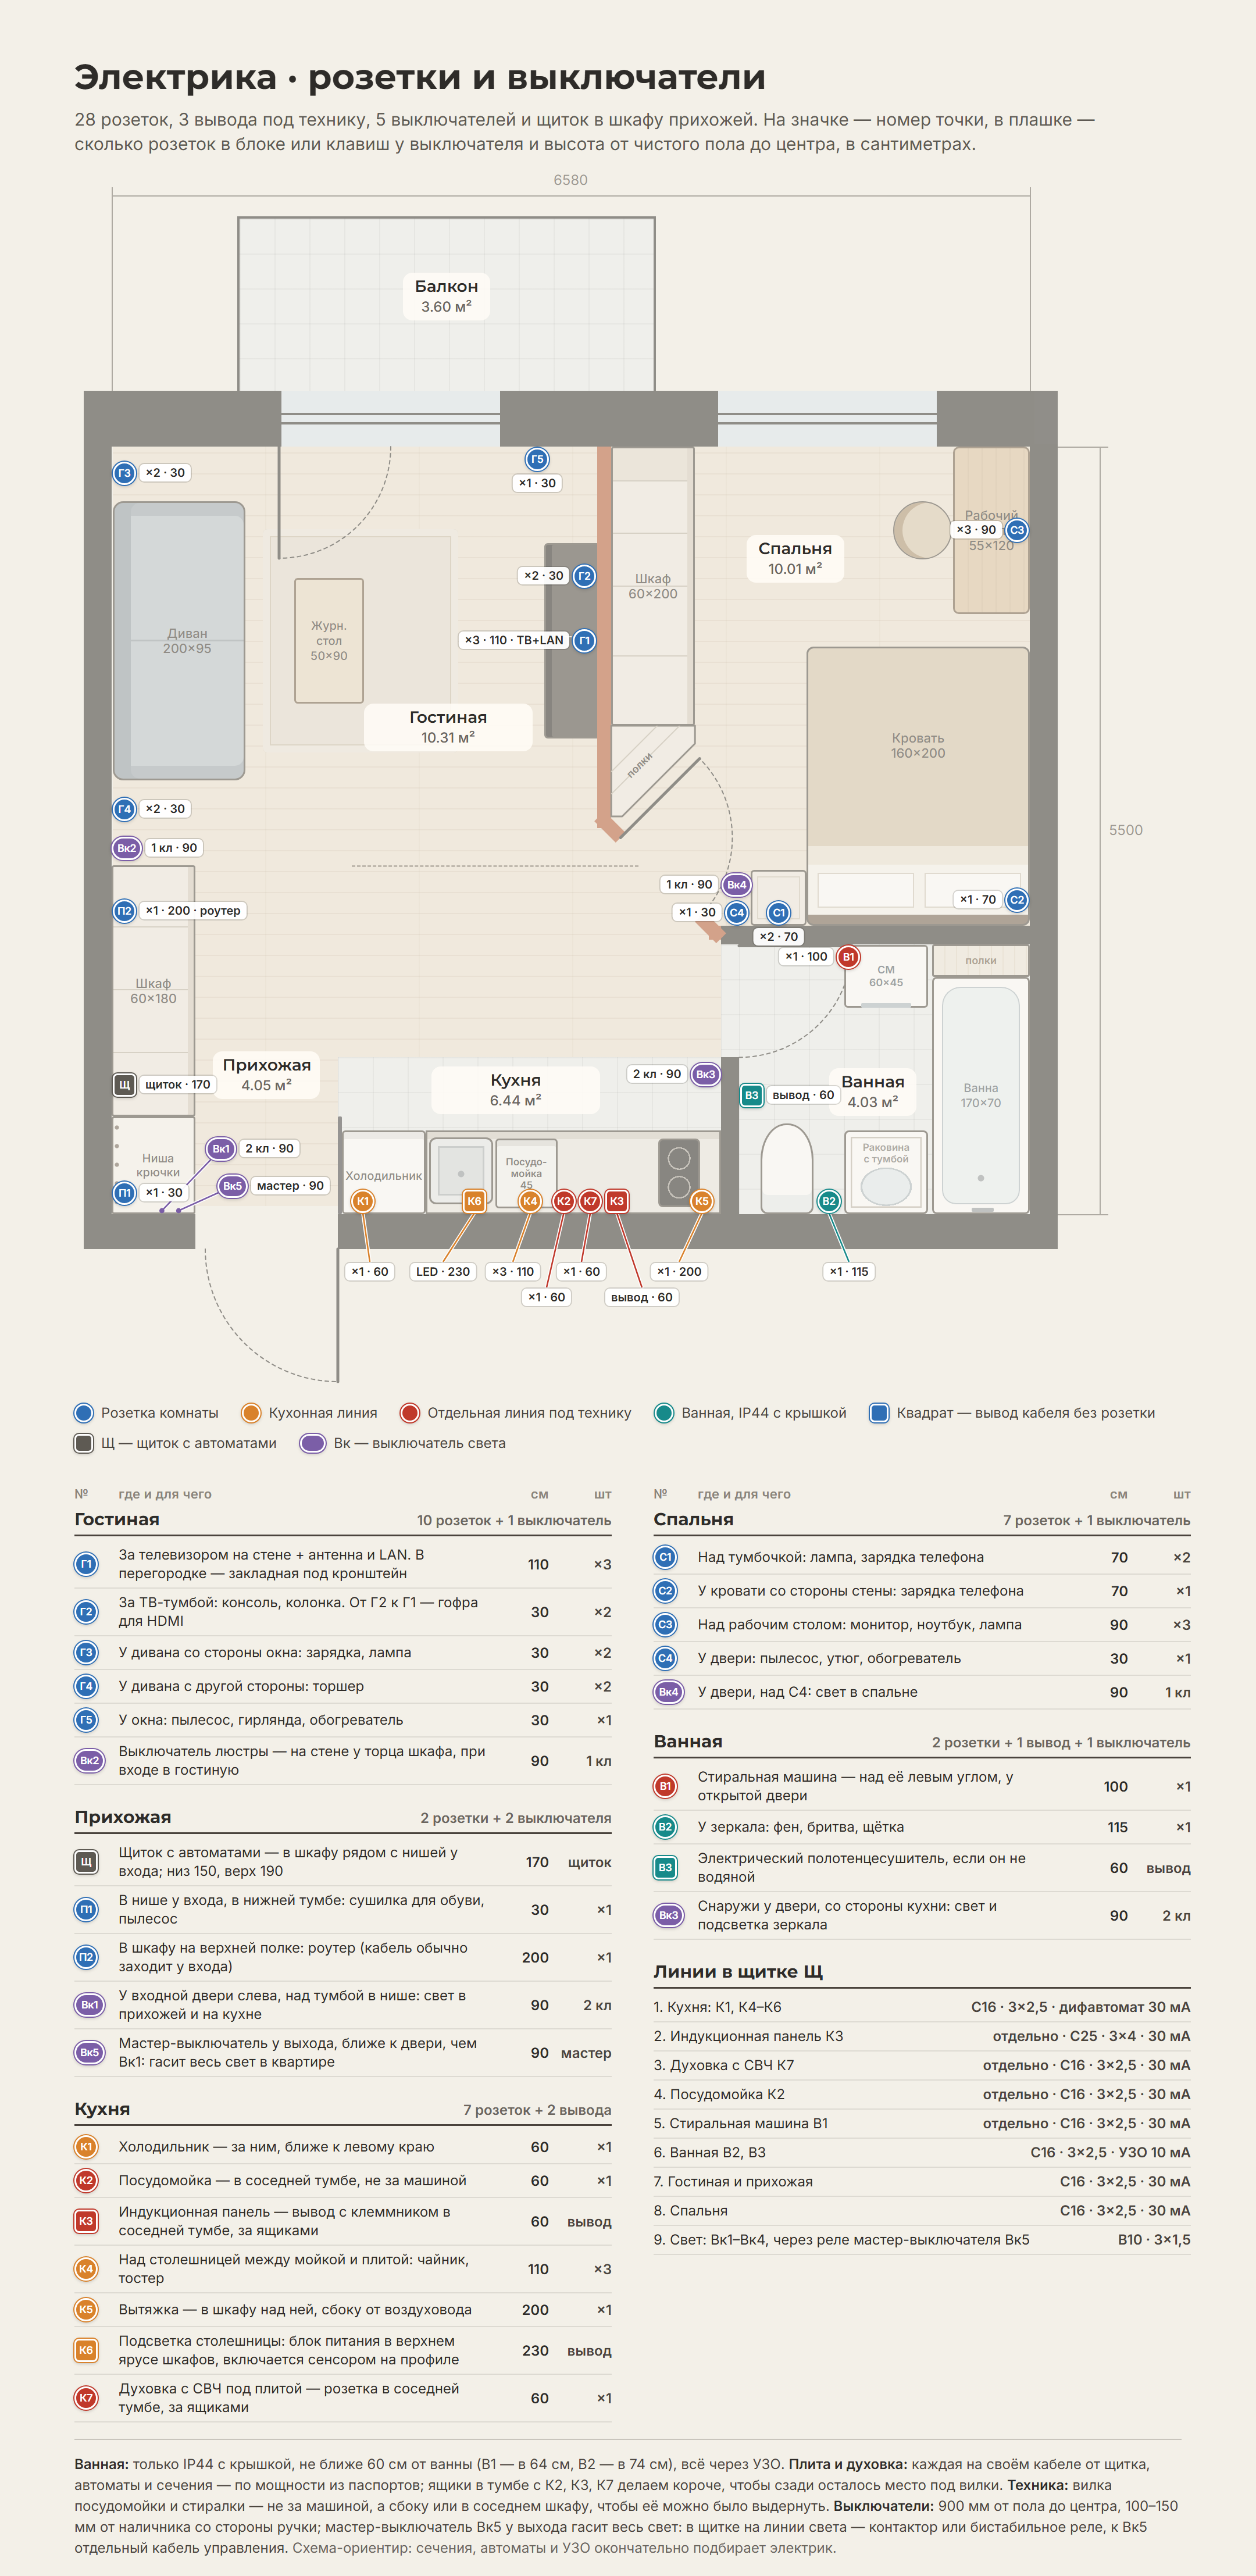 Электрика · розетки и выключатели
28 розеток, 3 вывода под технику, 5 выключателей и щиток в шкафу прихожей. На значке — номер точки, в плашке —
сколько розеток в блоке или клавиш у выключателя и высота от чистого пола до центра, в сантиметрах.
6580
Балкон
3.60 м²
Г3 ×2 · 30
Г5
×1 · 30
Рабочий
×3 · 90 С3
55×120
Спальня
10.01 м²
Г2 ×2 · 30
Шкаф
60×200
Журн.
стол
50×90
Диван
200×95
×3 · 110 · ТВ+LAN Г1
Гостиная
10.31 м²
Кровать
160×200
полки
Г4 ×2 · 30
5500
Вк2 1 кл · 90
1 кл · 90 Вк4
П2 ×1 · 200 · роутер
×1 · 30 С4
С1
×2 · 70
×1 · 70 С2
×1 · 100 В1
СМ
60×45
полки
Шкаф
60×180
Прихожая
4.05 м²
Щ щиток · 170
Кухня
6.44 м²
2 кл · 90 Вк3
В3 вывод · 60
Ванная
4.03 м²
Ванна
170×70
Вк1 2 кл · 90
Ниша
крючки
Вк5 мастер · 90
П1 ×1 · 30
Холодильник
Посудо-
мойка
45
Раковина
с тумбой
К1 К6 К4 К2 К7 К3 К5 В2
×1 · 60 LED · 230 ×3 · 110 ×1 · 60 ×1 · 200 ×1 · 115
×1 · 60 вывод · 60
Розетка комнаты Кухонная линия Отдельная линия под технику Ванная, IP44 с крышкой Квадрат — вывод кабеля без розетки
Щ Щ — щиток с автоматами Вк — выключатель света
№ где и для чего см шт
Гостиная 10 розеток + 1 выключатель
Г1 За телевизором на стене + антенна и LAN. В
перегородке — закладная под кронштейн 110 ×3
Г2 За ТВ-тумбой: консоль, колонка. От Г2 к Г1 — гофра
для HDMI 30 ×2
Г3 У дивана со стороны окна: зарядка, лампа 30 ×2
Г4 У дивана с другой стороны: торшер 30 ×2
Г5 У окна: пылесос, гирлянда, обогреватель 30 ×1
Вк2 Выключатель люстры — на стене у торца шкафа, при
входе в гостиную 90 1 кл
Прихожая 2 розетки + 2 выключателя
Щ Щиток с автоматами — в шкафу рядом с нишей у
входа; низ 150, верх 190 170 щиток
П1 В нише у входа, в нижней тумбе: сушилка для обуви,
пылесос 30 ×1
П2 В шкафу на верхней полке: роутер (кабель обычно
заходит у входа) 200 ×1
Вк1 У входной двери слева, над тумбой в нише: свет в
прихожей и на кухне 90 2 кл
Вк5 Мастер-выключатель у выхода, ближе к двери, чем
Вк1: гасит весь свет в квартире 90 мастер
Кухня 7 розеток + 2 вывода
К1 Холодильник — за ним, ближе к левому краю 60 ×1
К2 Посудомойка — в соседней тумбе, не за машиной 60 ×1
К3 Индукционная панель — вывод с клеммником в
соседней тумбе, за ящиками 60 вывод
К4 Над столешницей между мойкой и плитой: чайник,
тостер 110 ×3
К5 Вытяжка — в шкафу над ней, сбоку от воздуховода 200 ×1
К6 Подсветка столешницы: блок питания в верхнем
ярусе шкафов, включается сенсором на профиле 230 вывод
К7 Духовка с СВЧ под плитой — розетка в соседней
тумбе, за ящиками 60 ×1
№ где и для чего см шт
Спальня 7 розеток + 1 выключатель
С1 Над тумбочкой: лампа, зарядка телефона 70 ×2
С2 У кровати со стороны стены: зарядка телефона 70 ×1
С3 Над рабочим столом: монитор, ноутбук, лампа 90 ×3
С4 У двери: пылесос, утюг, обогреватель 30 ×1
Вк4 У двери, над С4: свет в спальне 90 1 кл
Ванная 2 розетки + 1 вывод + 1 выключатель
В1 Стиральная машина — над её левым углом, у
открытой двери 100 ×1
В2 У зеркала: фен, бритва, щётка 115 ×1
В3 Электрический полотенцесушитель, если он не
водяной 60 вывод
Вк3 Снаружи у двери, со стороны кухни: свет и
подсветка зеркала 90 2 кл
Линии в щитке Щ
1. Кухня: К1, К4–К6 С16 · 3×2,5 · дифавтомат 30 мА
2. Индукционная панель К3 отдельно · С25 · 3×4 · 30 мА
3. Духовка с СВЧ К7 отдельно · С16 · 3×2,5 · 30 мА
4. Посудомойка К2 отдельно · С16 · 3×2,5 · 30 мА
5. Стиральная машина В1 отдельно · С16 · 3×2,5 · 30 мА
6. Ванная В2, В3 С16 · 3×2,5 · УЗО 10 мА
7. Гостиная и прихожая С16 · 3×2,5 · 30 мА
8. Спальня С16 · 3×2,5 · 30 мА
9. Свет: Вк1–Вк4, через реле мастер-выключателя Вк5 В10 · 3×1,5
Ванная: только IP44 с крышкой, не ближе 60 см от ванны (В1 — в 64 см, В2 — в 74 см), всё через УЗО. Плита и духовка: каждая на своём кабеле от щитка,
автоматы и сечения — по мощности из паспортов; ящики в тумбе с К2, К3, К7 делаем короче, чтобы сзади осталось место под вилки. Техника: вилка
посудомойки и стиралки — не за машиной, а сбоку или в соседнем шкафу, чтобы её можно было выдернуть. Выключатели: 900 мм от пола до центра, 100–150
мм от наличника со стороны ручки; мастер-выключатель Вк5 у выхода гасит весь свет: в щитке на линии света — контактор или бистабильное реле, к Вк5
отдельный кабель управления. Схема-ориентир: сечения, автоматы и УЗО окончательно подбирает электрик.